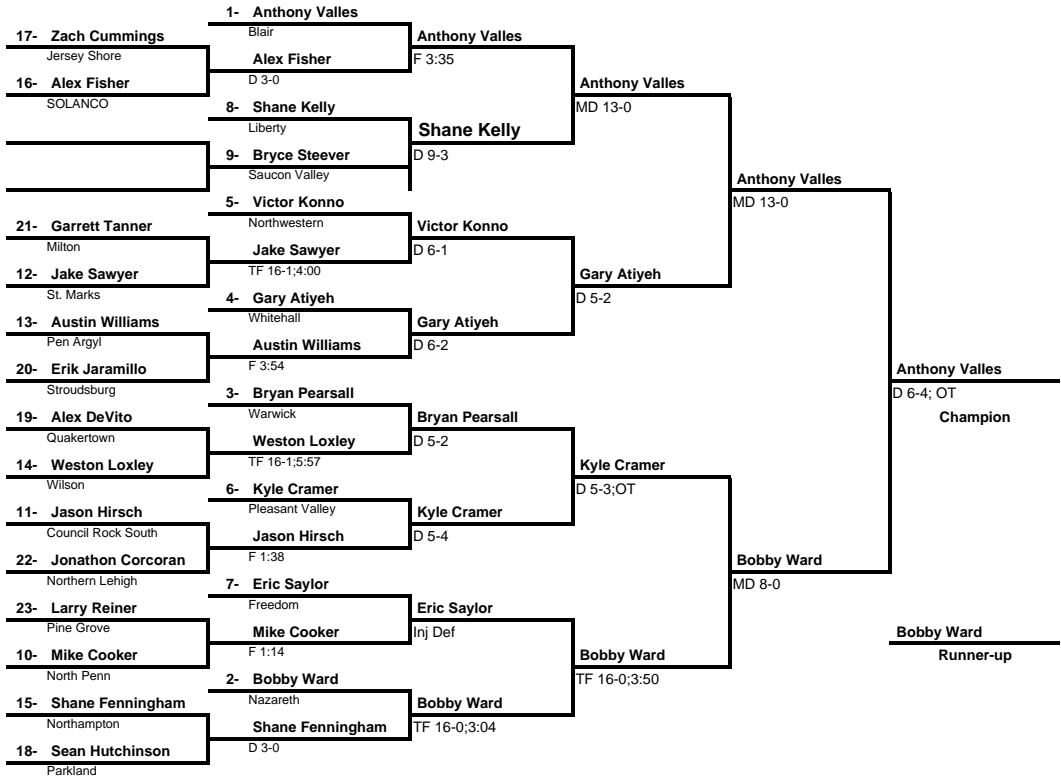 17- Zach Cummings
Jersey Shore
16- Alex Fisher
SOLANCO
21- Garrett Tanner
Milton
12- Jake Sawyer
St. Marks
13- Austin Williams
Pen Argyl
20- Erik Jaramillo
Stroudsburg
19- Alex DeVito
Quakertown
14- Weston Loxley
Wilson
11- Jason Hirsch
Council Rock South
22- Jonathon Corcoran
Northern Lehigh
23- Larry Reiner
Pine Grove
10- Mike Cooker
North Penn
15- Shane Fenningham
Northampton
18- Sean Hutchinson
Parkland
1- Anthony Valles
Blair
Alex Fisher
D 3-0
8- Shane Kelly
Liberty
9- Bryce Steever
Saucon Valley
5- Victor Konno
Northwestern
Jake Sawyer
TF 16-1;4:00
4- Gary Atiyeh
Whitehall
Austin Williams
F 3:54
3- Bryan Pearsall
Warwick
Weston Loxley
TF 16-1;5:57
6- Kyle Cramer
Pleasant Valley
Jason Hirsch
F 1:38
7- Eric Saylor
Freedom
Mike Cooker
F 1:14
2- Bobby Ward
Nazareth
Shane Fenningham
D 3-0
Anthony Valles
F 3:35
Shane Kelly
D 9-3
Victor Konno
D 6-1
Gary Atiyeh
D 6-2
Bryan Pearsall
D 5-2
Kyle Cramer
D 5-4
Eric Saylor
Inj Def
Bobby Ward
TF 16-0;3:04
Anthony Valles
MD 13-0
Gary Atiyeh
D 5-2
Kyle Cramer
D 5-3;OT
Bobby Ward
TF 16-0;3:50
Anthony Valles
MD 13-0
Bobby Ward
MD 8-0
Anthony Valles
D 6-4; OT
Champion
Bobby Ward
Runner-up